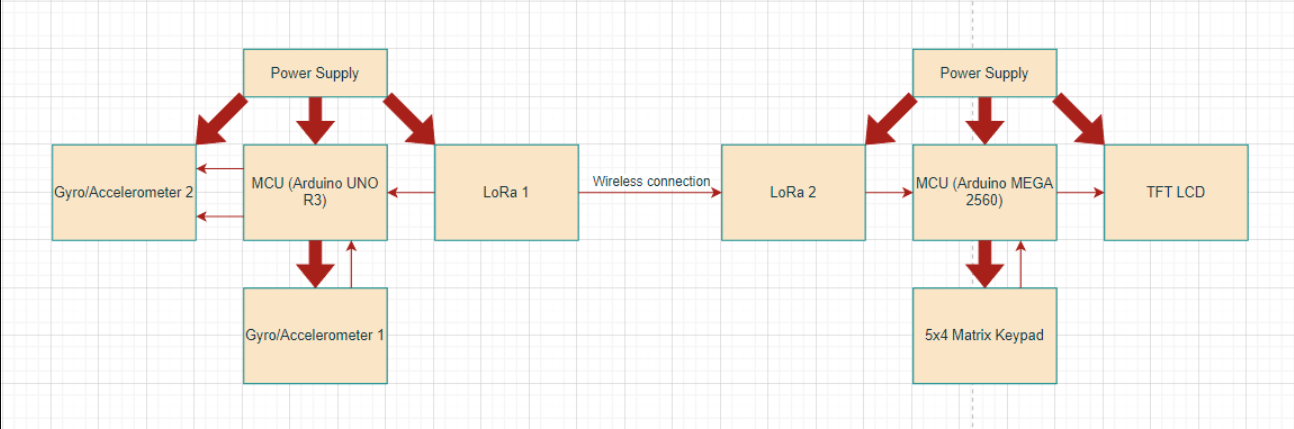 Power Supply
Power Supply
Gyro/Accelerometer 2
MCU (Arduino UNO
R3)
LoRa 1
Wireless connection
LoRa 2
MCU (Arduino MEGA
2560)
TFT LCD
Gyro/Accelerometer 1
5x4 Matrix Keypad